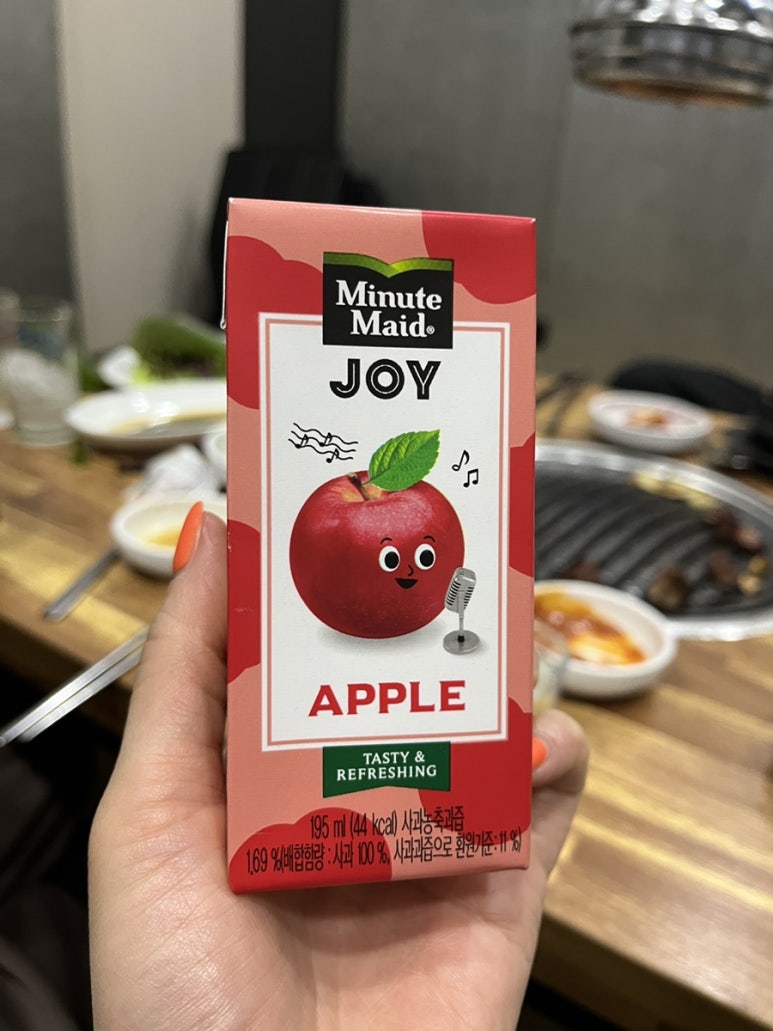 Minute
Maid®
JOY
APPLE
TASTY &
REFRESHING
195 ml (44 kcal) 사과농축과즙
1.69 %(배합함량 : 사과 100 %, 사과과즙으로 환원기준 : 11 %)